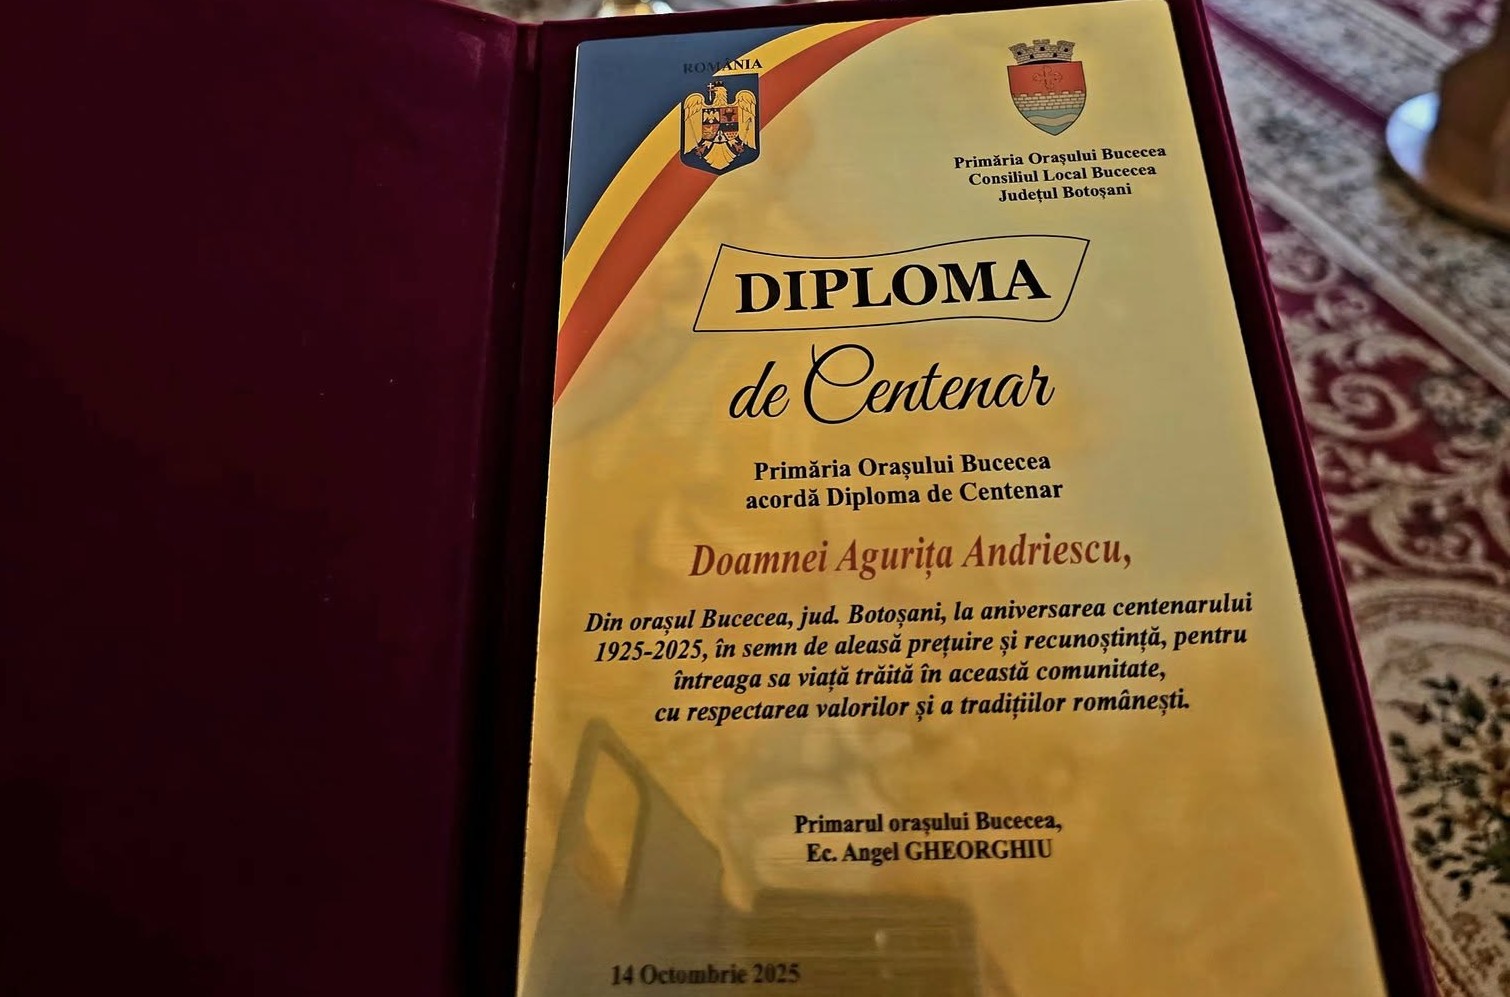 ROMÂNIA
Primăria Orașului Bucecea
Consiliul Local Bucecea
Județul Botoșani
DIPLOMA
de Centenar
Primăria Orașului Bucecea
acordă Diploma de Centenar
Doamnei Agurița Andriescu,
Din orașul Bucecea, jud. Botoșani, la aniversarea centenarului
1925-2025, în semn de aleasă prețuire și recunoștință, pentru
întreaga sa viață trăită în această comunitate,
cu respectarea valorilor și a tradițiilor românești.
Primarul orașului Bucecea,
Ec. Angel GHEORGHIU
14 Octombrie 2025